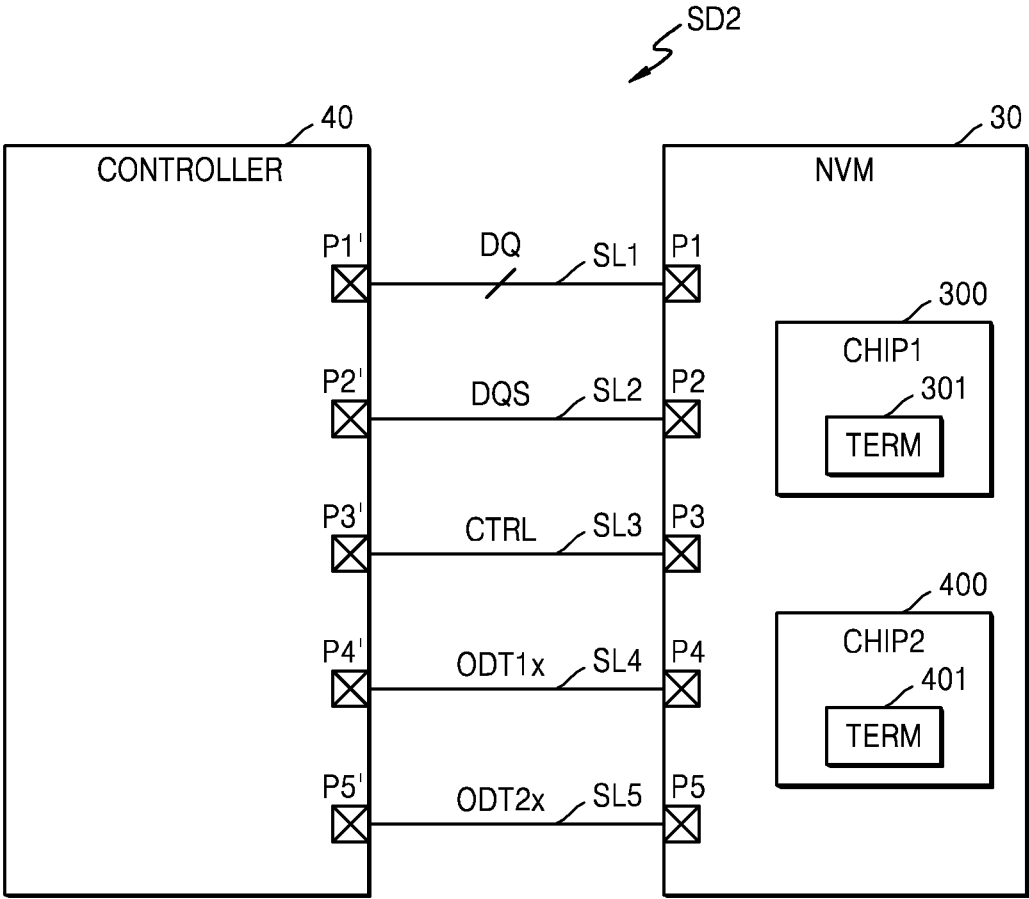 SD2
40
30
CONTROLLER
NVM
P1'
DQ
SL1
P1
300
CHIP1
301
TERM
P2'
DQS
SL2
P2
P3'
CTRL
SL3
P3
400
CHIP2
401
TERM
P4'
ODT1x
SL4
P4
P5'
ODT2x
SL5
P5